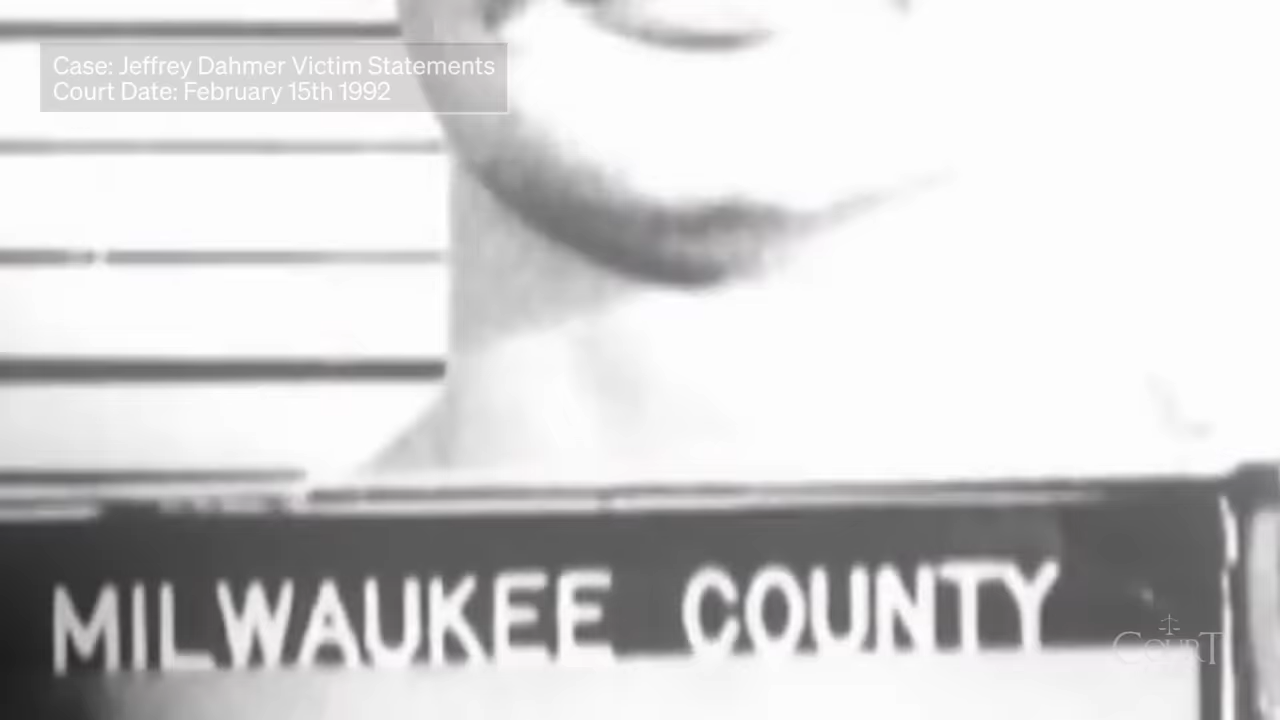 Case: Jeffrey Dahmer Victim Statements
Court Date: February 15th 1992
MILWAUKEE COUNTY
COURT